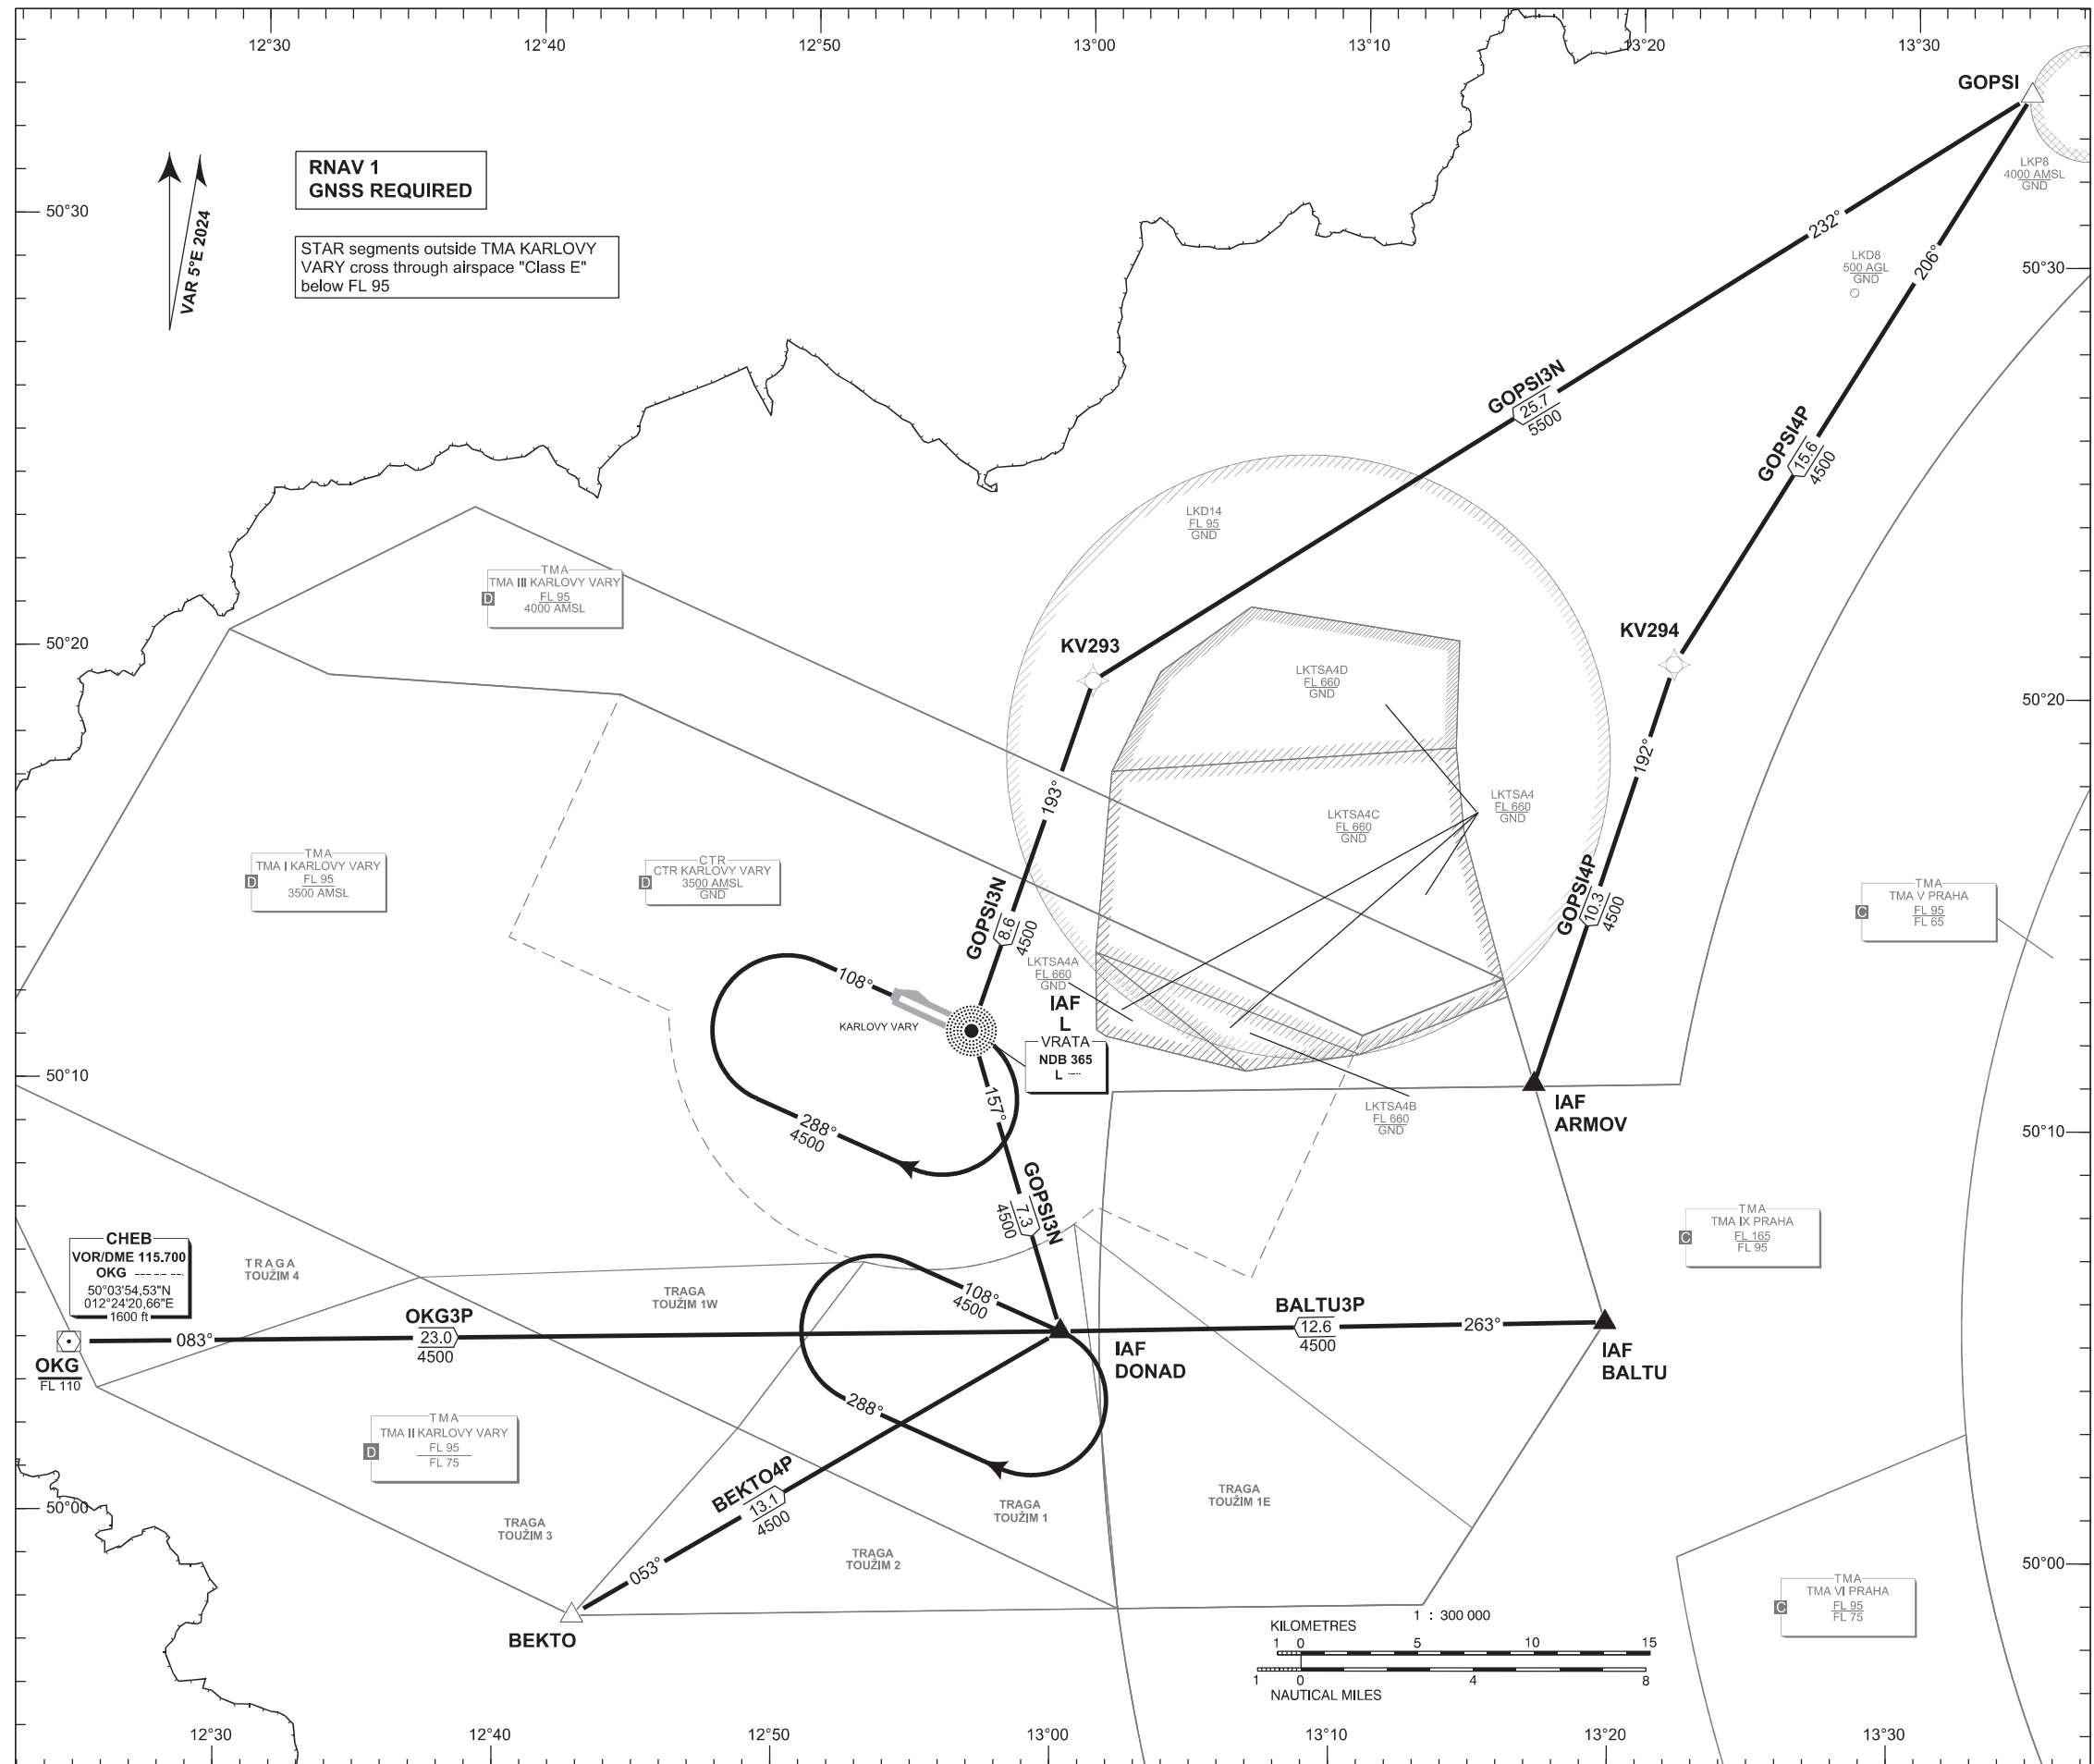 12°30
12°40
12°50
13°00
13°10
13°20
13°30
GOPSI
RNAV 1
GNSS REQUIRED
LKP8
4000 AMSL
GND
50°30
VAR 5°E 2024
STAR segments outside TMA KARLOVY
VARY cross through airspace "Class E"
below FL 95
232°
206°
LKD8
500 AGL
GND
50°30
GOPSI3N
25.7
5500
GOPSI4P
15.6
4500
LKD14
FL 95
GND
TMA
TMA III KARLOVY VARY
D
FL 95
4000 AMSL
50°20
KV293
KV294
LKTSA4D
FL 660
GND
50°20
193°
192°
LKTSA4C
FL 660
GND
LKTSA4
FL 660
GND
TMA
TMA I KARLOVY VARY
D
FL 95
3500 AMSL
CTR
CTR KARLOVY VARY
D
3500 AMSL
GND
GOPSI3N
8.6
4500
GOPSI4P
10.3
4500
TMA
TMA V PRAHA
C
FL 95
FL 65
108°
LKTSA4A
FL 660
GND
KARLOVY VARY
IAF
L
VRATA
NDB 365
L
50°10
157°
288°
4500
IAF
ARMOV
LKTSA4B
FL 660
GND
50°10
GOPSI3N
7.3
4500
CHEB
VOR/DME 115.700
OKG
50°03'54,53"N
012°24'20,66"E
1600 ft
TRAGA
TOUŽIM 4
TRAGA
TOUŽIM 1W
TMA
TMA IX PRAHA
C
FL 165
FL 95
108°
4500
OKG3P
23.0
4500
083°
BALTU3P
12.6
4500
263°
OKG
FL 110
IAF
DONAD
IAF
BALTU
288°
TMA
TMA II KARLOVY VARY
D
FL 95
FL 75
BEKTO4P
13.1
4500
TRAGA
TOUŽIM 1E
TRAGA
TOUŽIM 1
50°00
TRAGA
TOUŽIM 3
TRAGA
TOUŽIM 2
053°
50°00
BEKTO
TMA
TMA VI PRAHA
C
FL 95
FL 75
1 : 300 000
KILOMETRES
1 0 5 10 15
1 0 4 8
NAUTICAL MILES
12°30
12°40
12°50
13°00
13°10
13°20
13°30